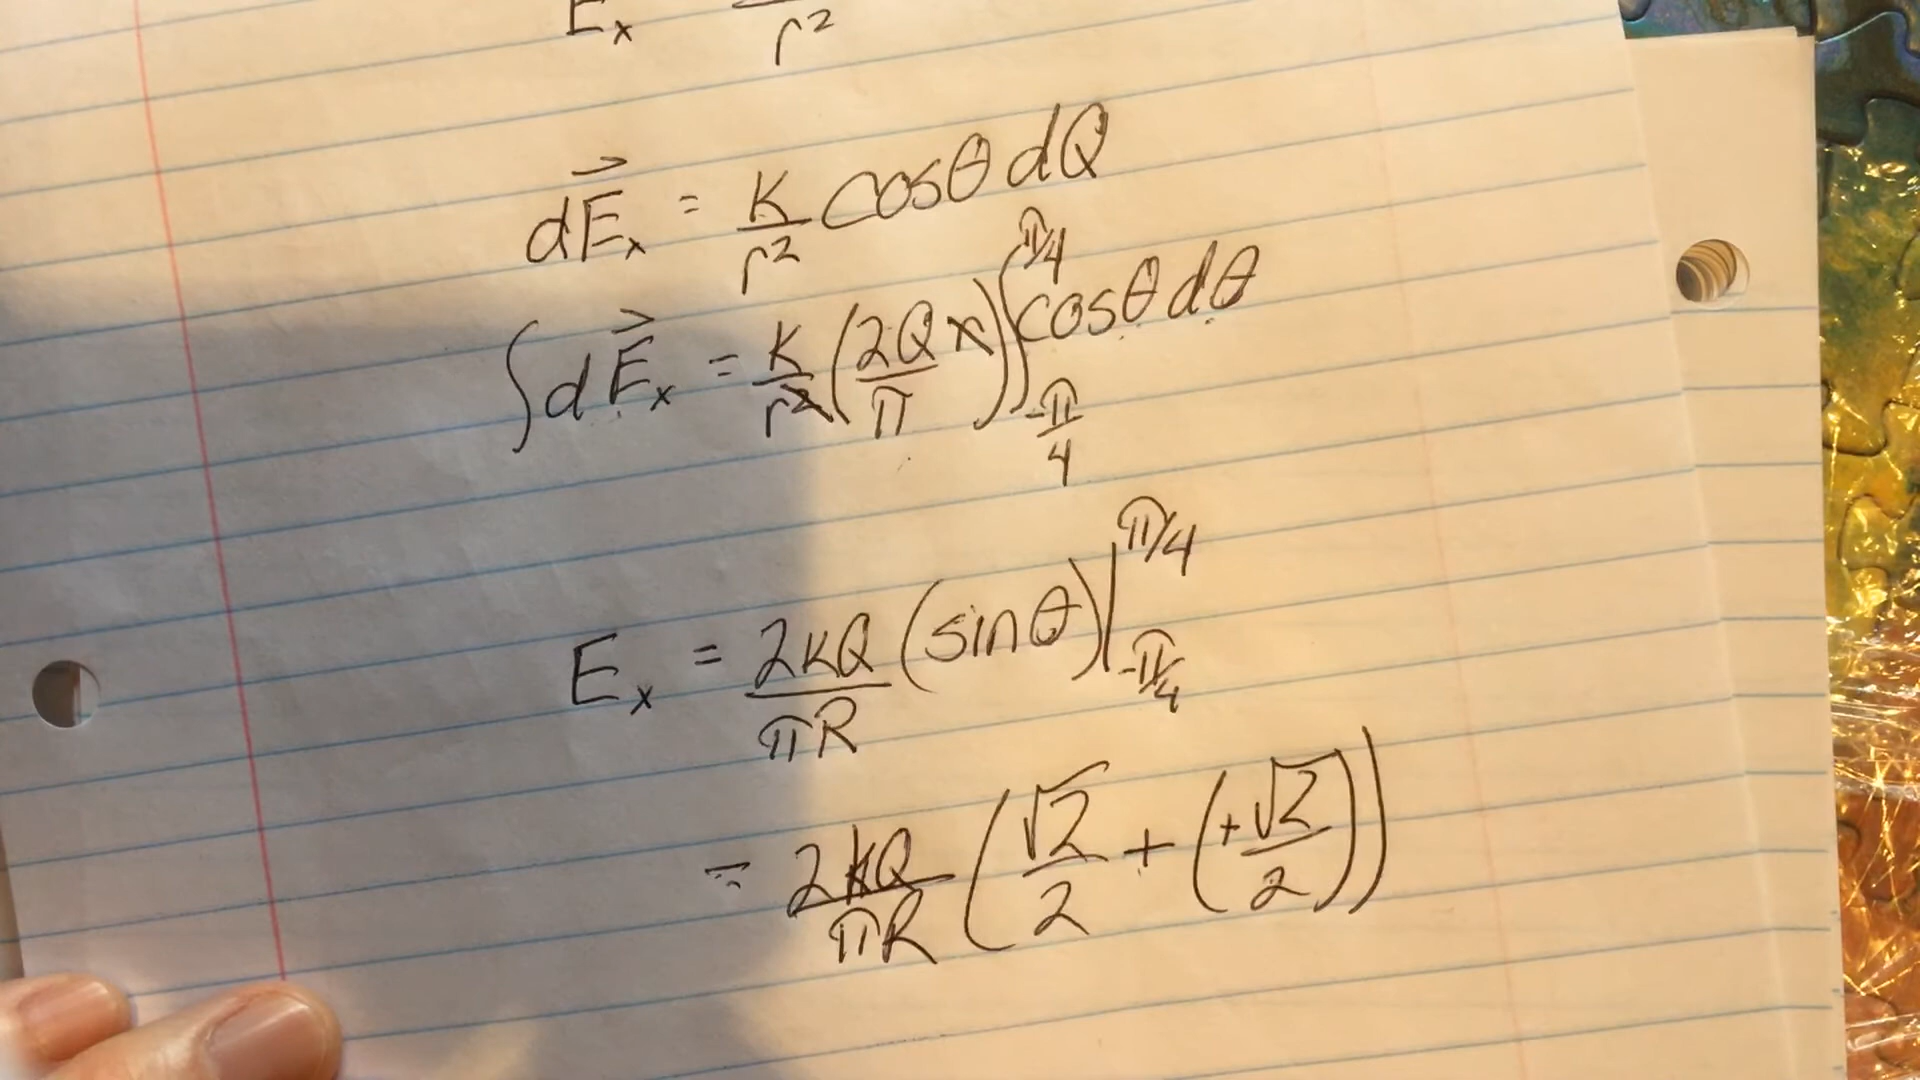 Ex r²
dE⃗x = K/r² cosθ dQ
∫dE⃗x = K/r² (2Q/π r) ∫_{-π/4}^{π/4} cosθ dθ
Ex = 2KQ/πR (sinθ)|_{-π/4}^{π/4}
= 2KQ/πR (√2/2 + (+√2/2))